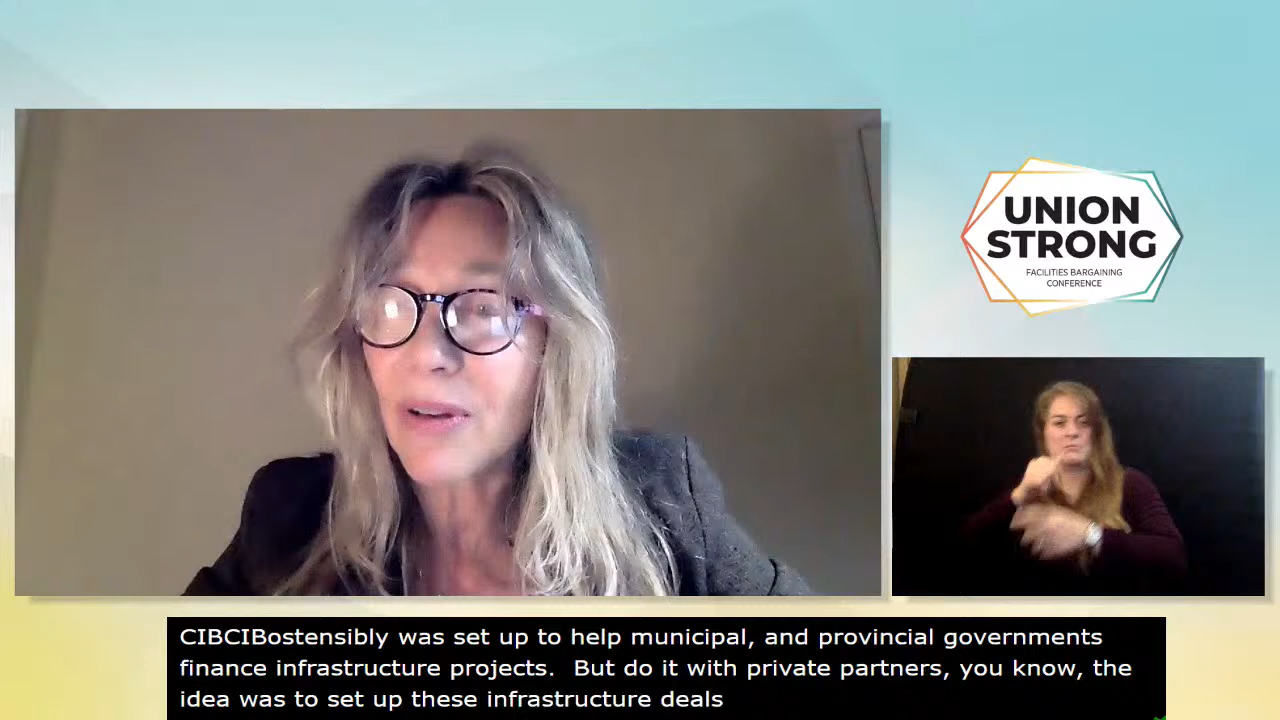 UNION
STRONG
FACILITIES BARGAINING
CONFERENCE
CIBCIBostensibly was set up to help municipal, and provincial governments
finance infrastructure projects.  But do it with private partners, you know, the
idea was to set up these infrastructure deals